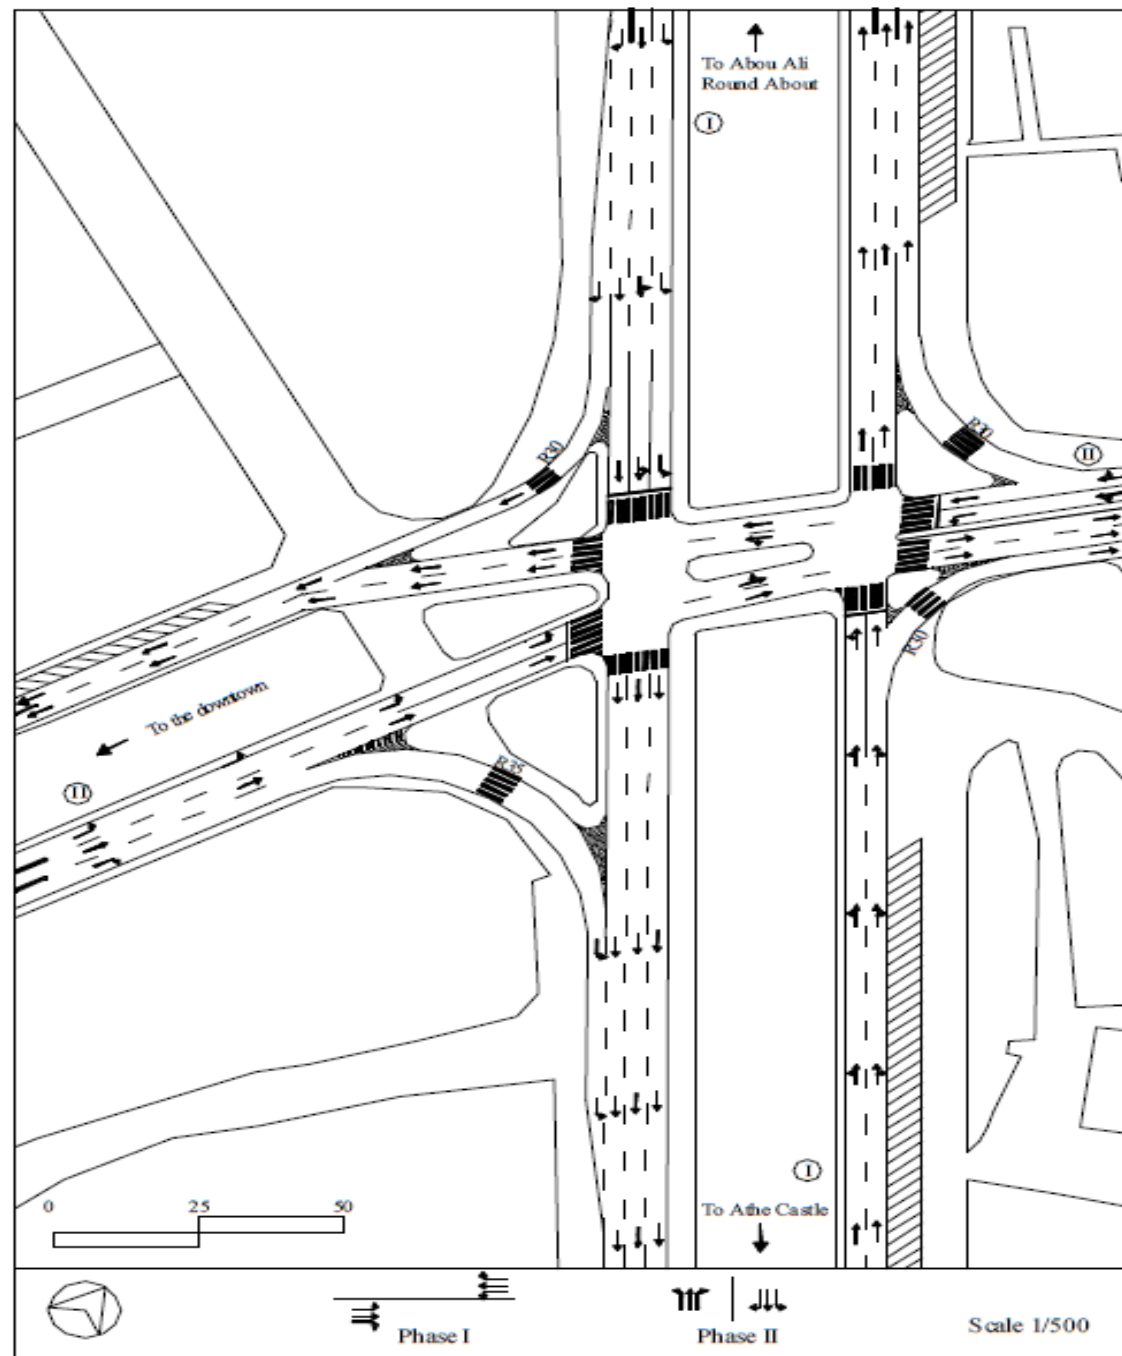 To Abou Ali
Round About
I
R30
R30
II
R30
To the downtown
R35
II
I
To Athe Castle
0 25 50
Phase I
Phase II
Scale 1/500